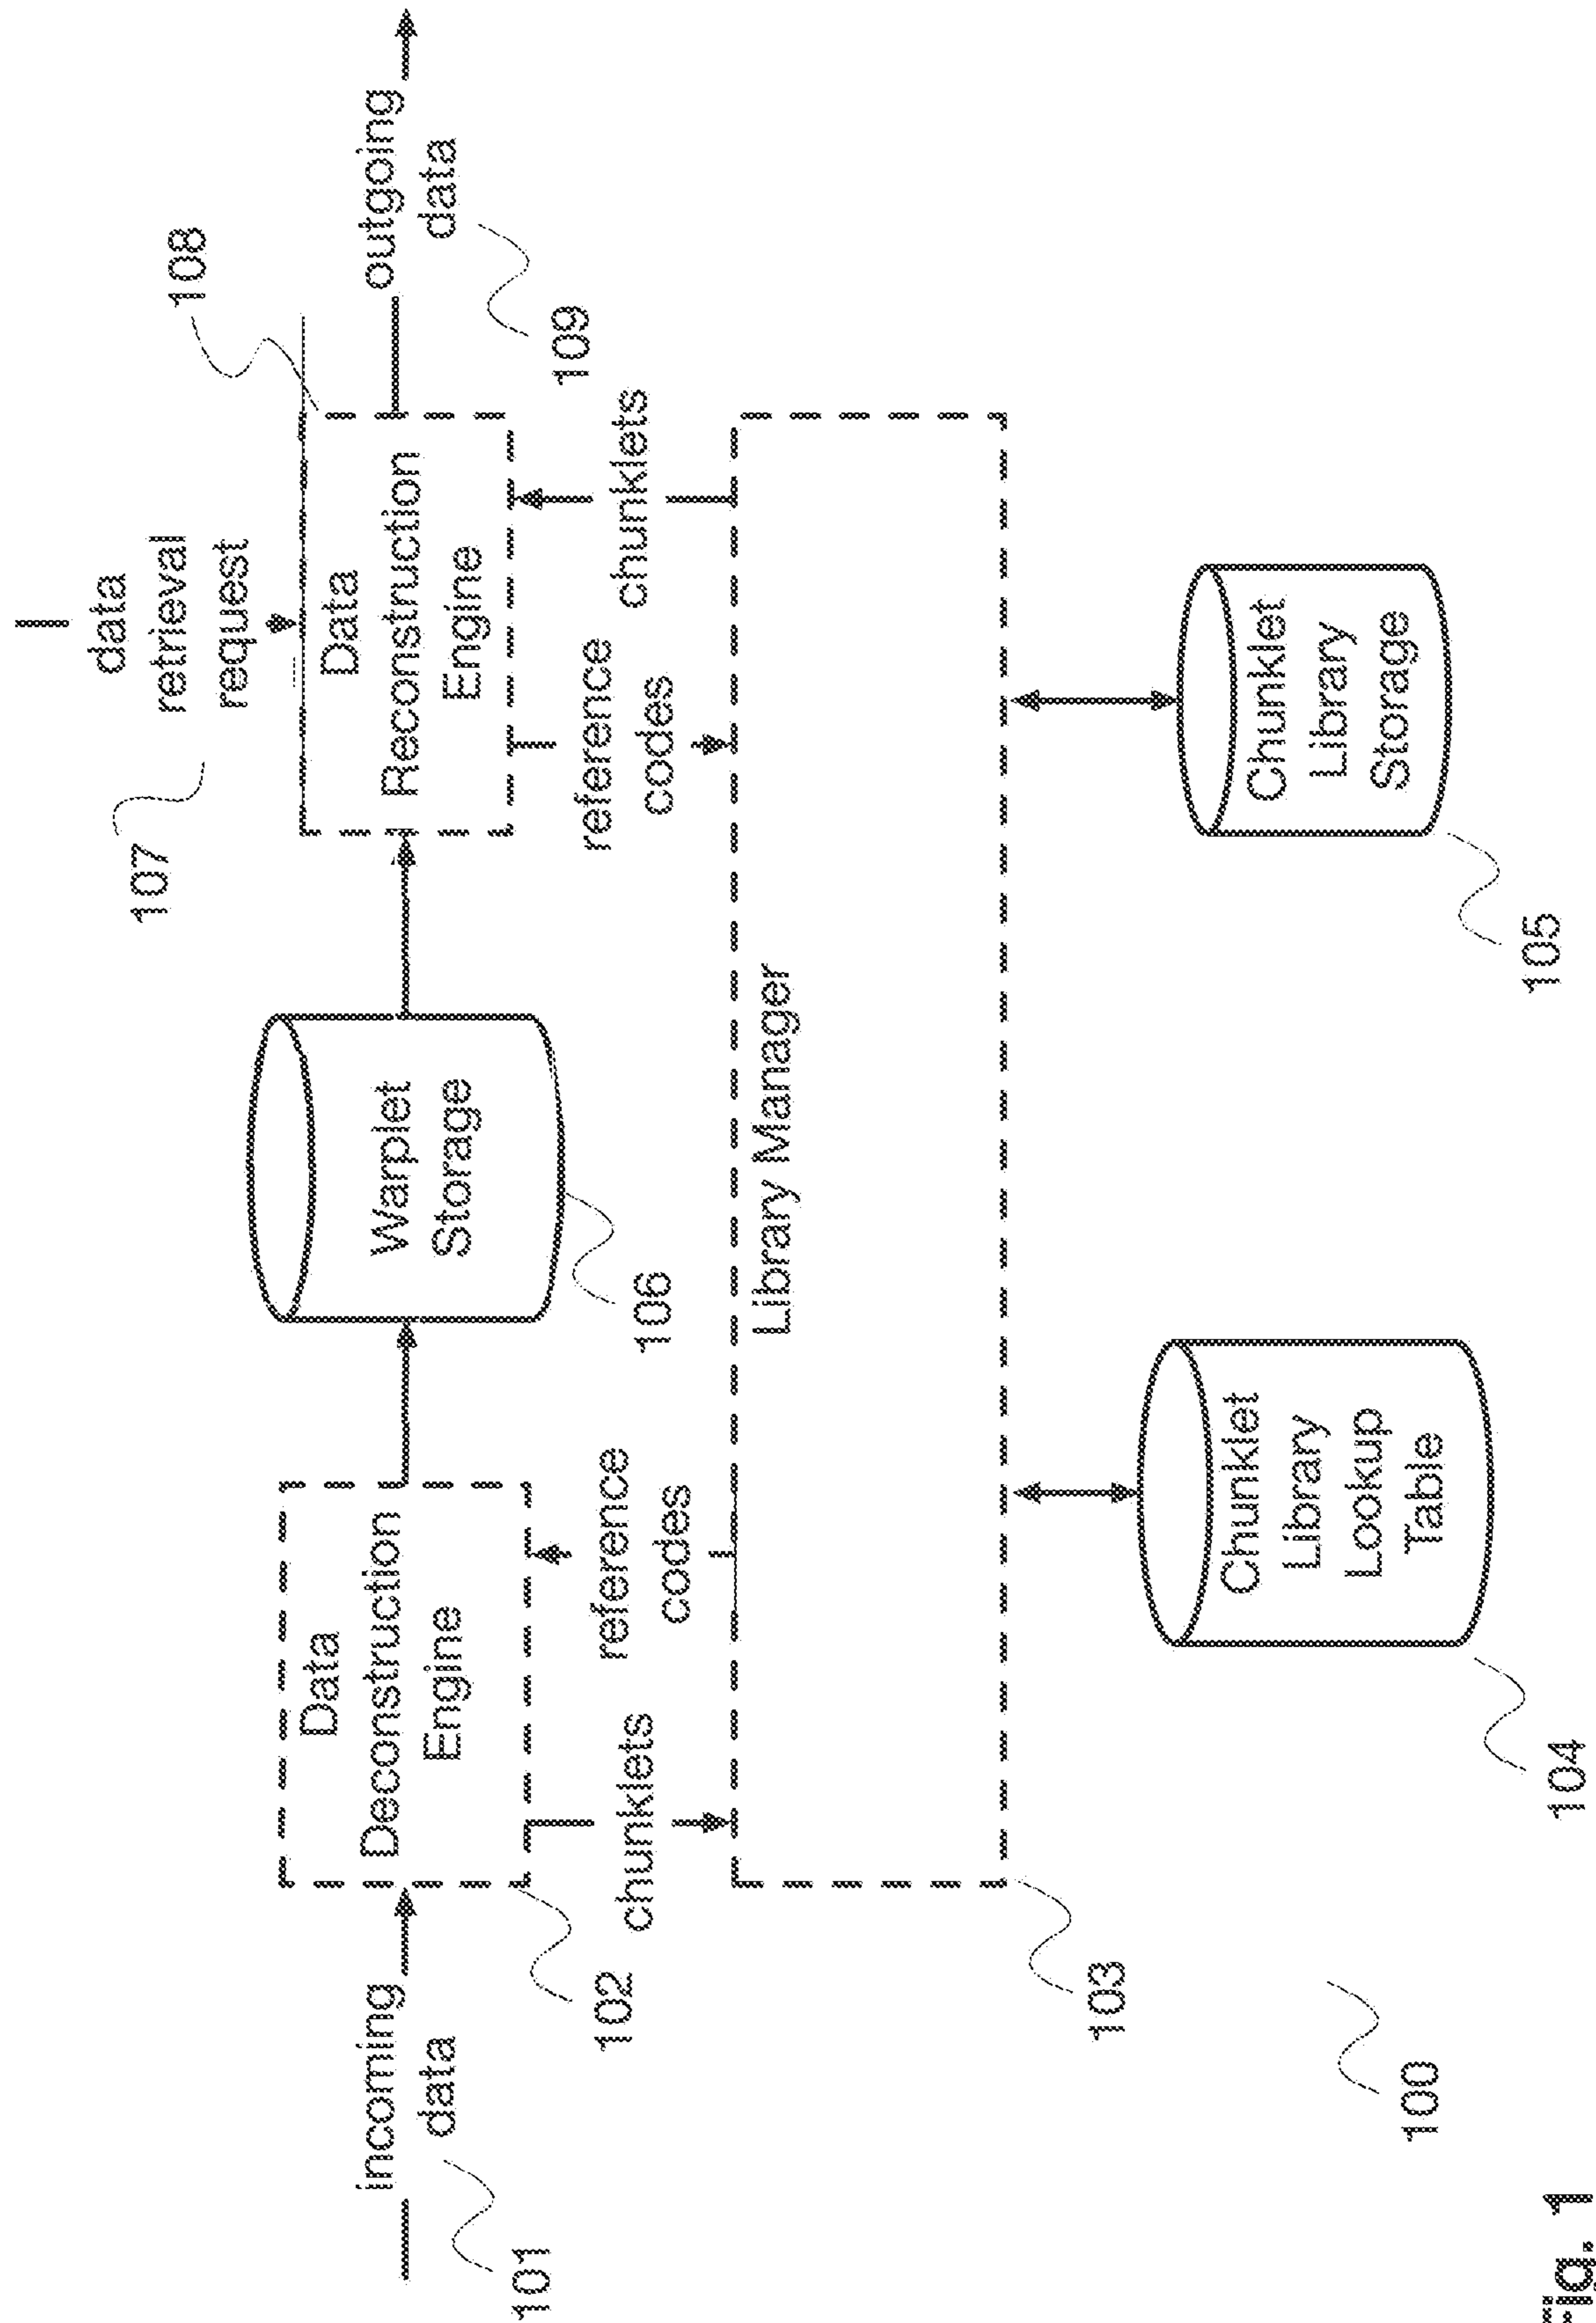 data
retrieval
request
107
108
incoming
data
101
Data
Deconstruction
Engine
102
Warplet
Storage
106
Data
Reconstruction
Engine
outgoing
data
109
chunklets
reference
codes
reference
codes
chunklets
Library Manager
103
Chunklet
Library
Lookup
Table
104
Chunklet
Library
Storage
105
100
Fig. 1